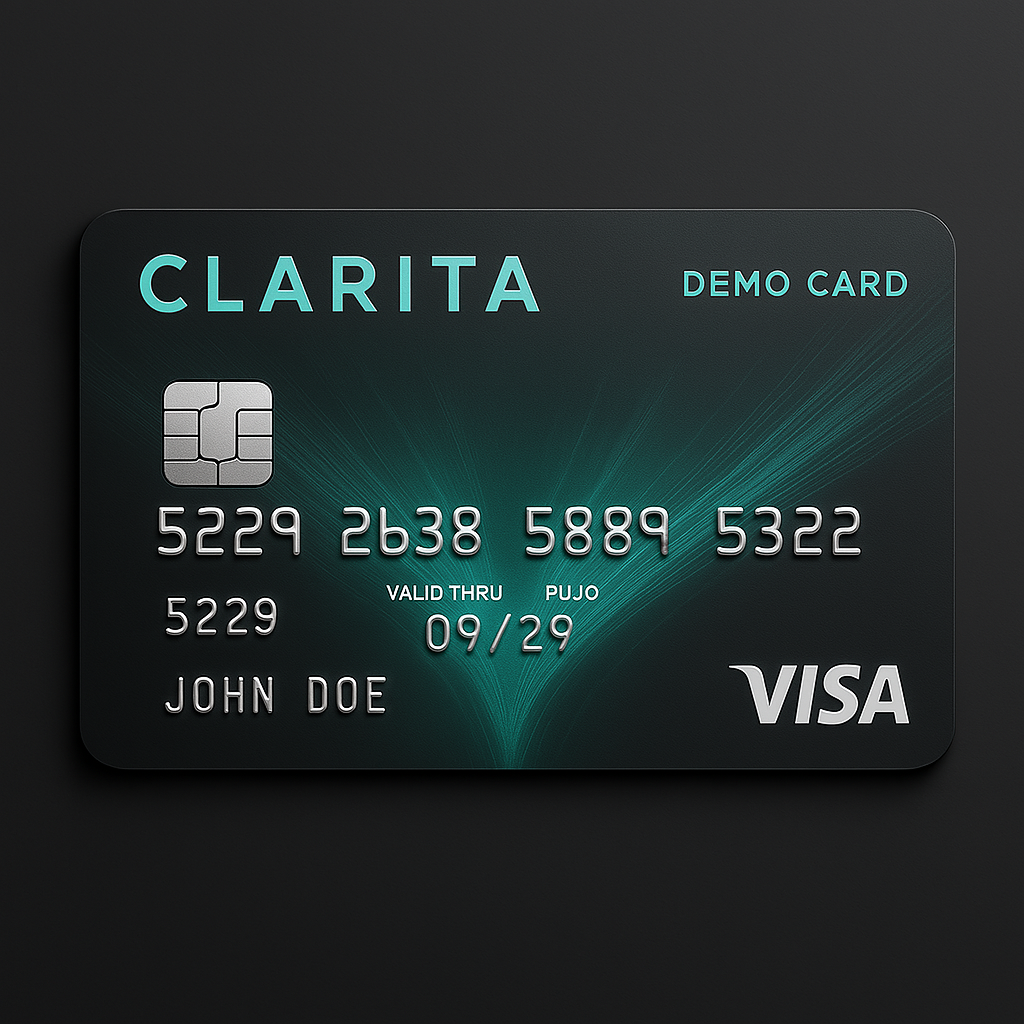 CLARITA
DEMO CARD
5229 2638 5889 5322
VALID THRU PUJO
5229
09/29
JOHN DOE
VISA